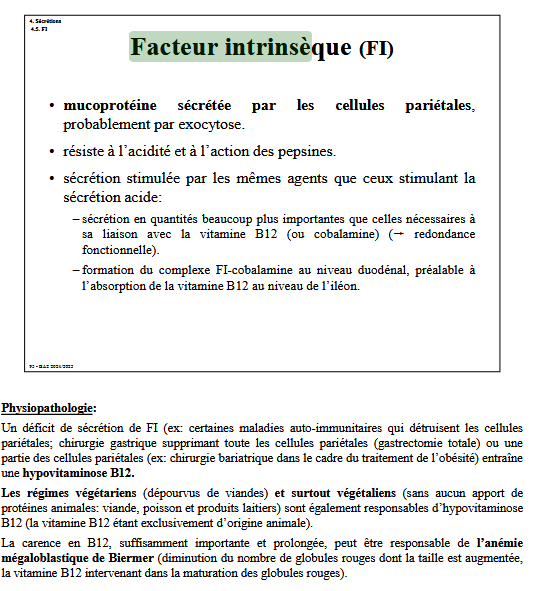 4. Sécrétions
4.5. FI
Facteur intrinsèque (FI)
• mucoprotéine sécrétée par les cellules pariétales,
probablement par exocytose.
• résiste à l'acidité et à l'action des pepsines.
• sécrétion stimulée par les mêmes agents que ceux stimulant la
sécrétion acide:
– sécrétion en quantités beaucoup plus importantes que celles nécessaires à
sa liaison avec la vitamine B12 (ou cobalamine) (→ redondance
fonctionnelle).
– formation du complexe FI-cobalamine au niveau duodénal, préalable à
l'absorption de la vitamine B12 au niveau de l'iléon.
2024/2025
Physiopathologie:
Un déficit de sécrétion de FI (ex: certaines maladies auto-immunitaires qui détruisent les cellules
pariétales; chirurgie gastrique supprimant toute les cellules pariétales (gastrectomie totale) ou une
partie des cellules pariétales (ex: chirurgie bariatrique dans le cadre du traitement de l'obésité) entraîne
une hypovitaminose B12.
Les régimes végétariens (dépourvus de viandes) et surtout végétaliens (sans aucun apport de
protéines animales: viande, poisson et produits laitiers) sont également responsables d'hypovitaminose
B12 (la vitamine B12 étant exclusivement d'origine animale).
La carence en B12, suffisamment importante et prolongée, peut être responsable de l'anémie
mégaloblastique de Biermer (diminution du nombre de globules rouges dont la taille est augmentée,
la vitamine B12 intervenant dans la maturation des globules rouges).